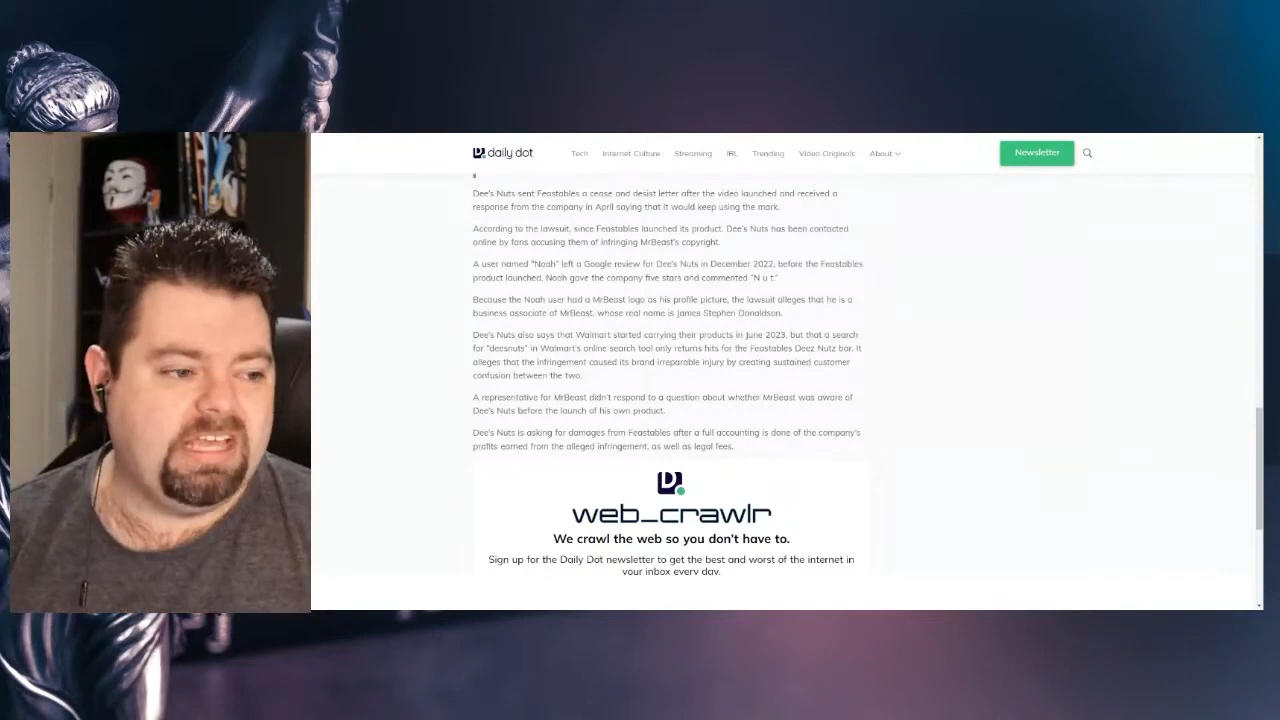 daily dot
Tech Internet Culture Streaming IRL Trending Video Originals About
Newsletter
Dee's Nuts sent Feastables a cease and desist letter after the video launched and received a
response from the company in April saying that it would keep using the mark.
According to the lawsuit, since Feastables launched its product, Dee's Nuts has been contacted
online by fans accusing them of infringing MrBeast's copyright.
A user named "Noah" left a Google review for Dee's Nuts in December 2022, before the Feastables
product launched. Noah gave the company five stars and commented "N u t."
Because the Noah user had a MrBeast logo as his profile picture, the lawsuit alleges that he is a
business associate of MrBeast, whose real name is James Stephen Donaldson.
Dee's Nuts also says that Walmart started carrying their products in June 2023, but that a search
for "deesnuts" in Walmart's online search tool only returns hits for the Feastables Deez Nutz bar. It
alleges that the infringement caused its brand irreparable injury by creating sustained customer
confusion between the two.
A representative for MrBeast didn't respond to a question about whether MrBeast was aware of
Dee's Nuts before the launch of his own product.
Dee's Nuts is asking for damages from Feastables after a full accounting is done of the company's
profits earned from the alleged infringement, as well as legal fees.
D.
web_crawlr
We crawl the web so you don't have to.
Sign up for the Daily Dot newsletter to get the best and worst of the internet in
your inbox every day.